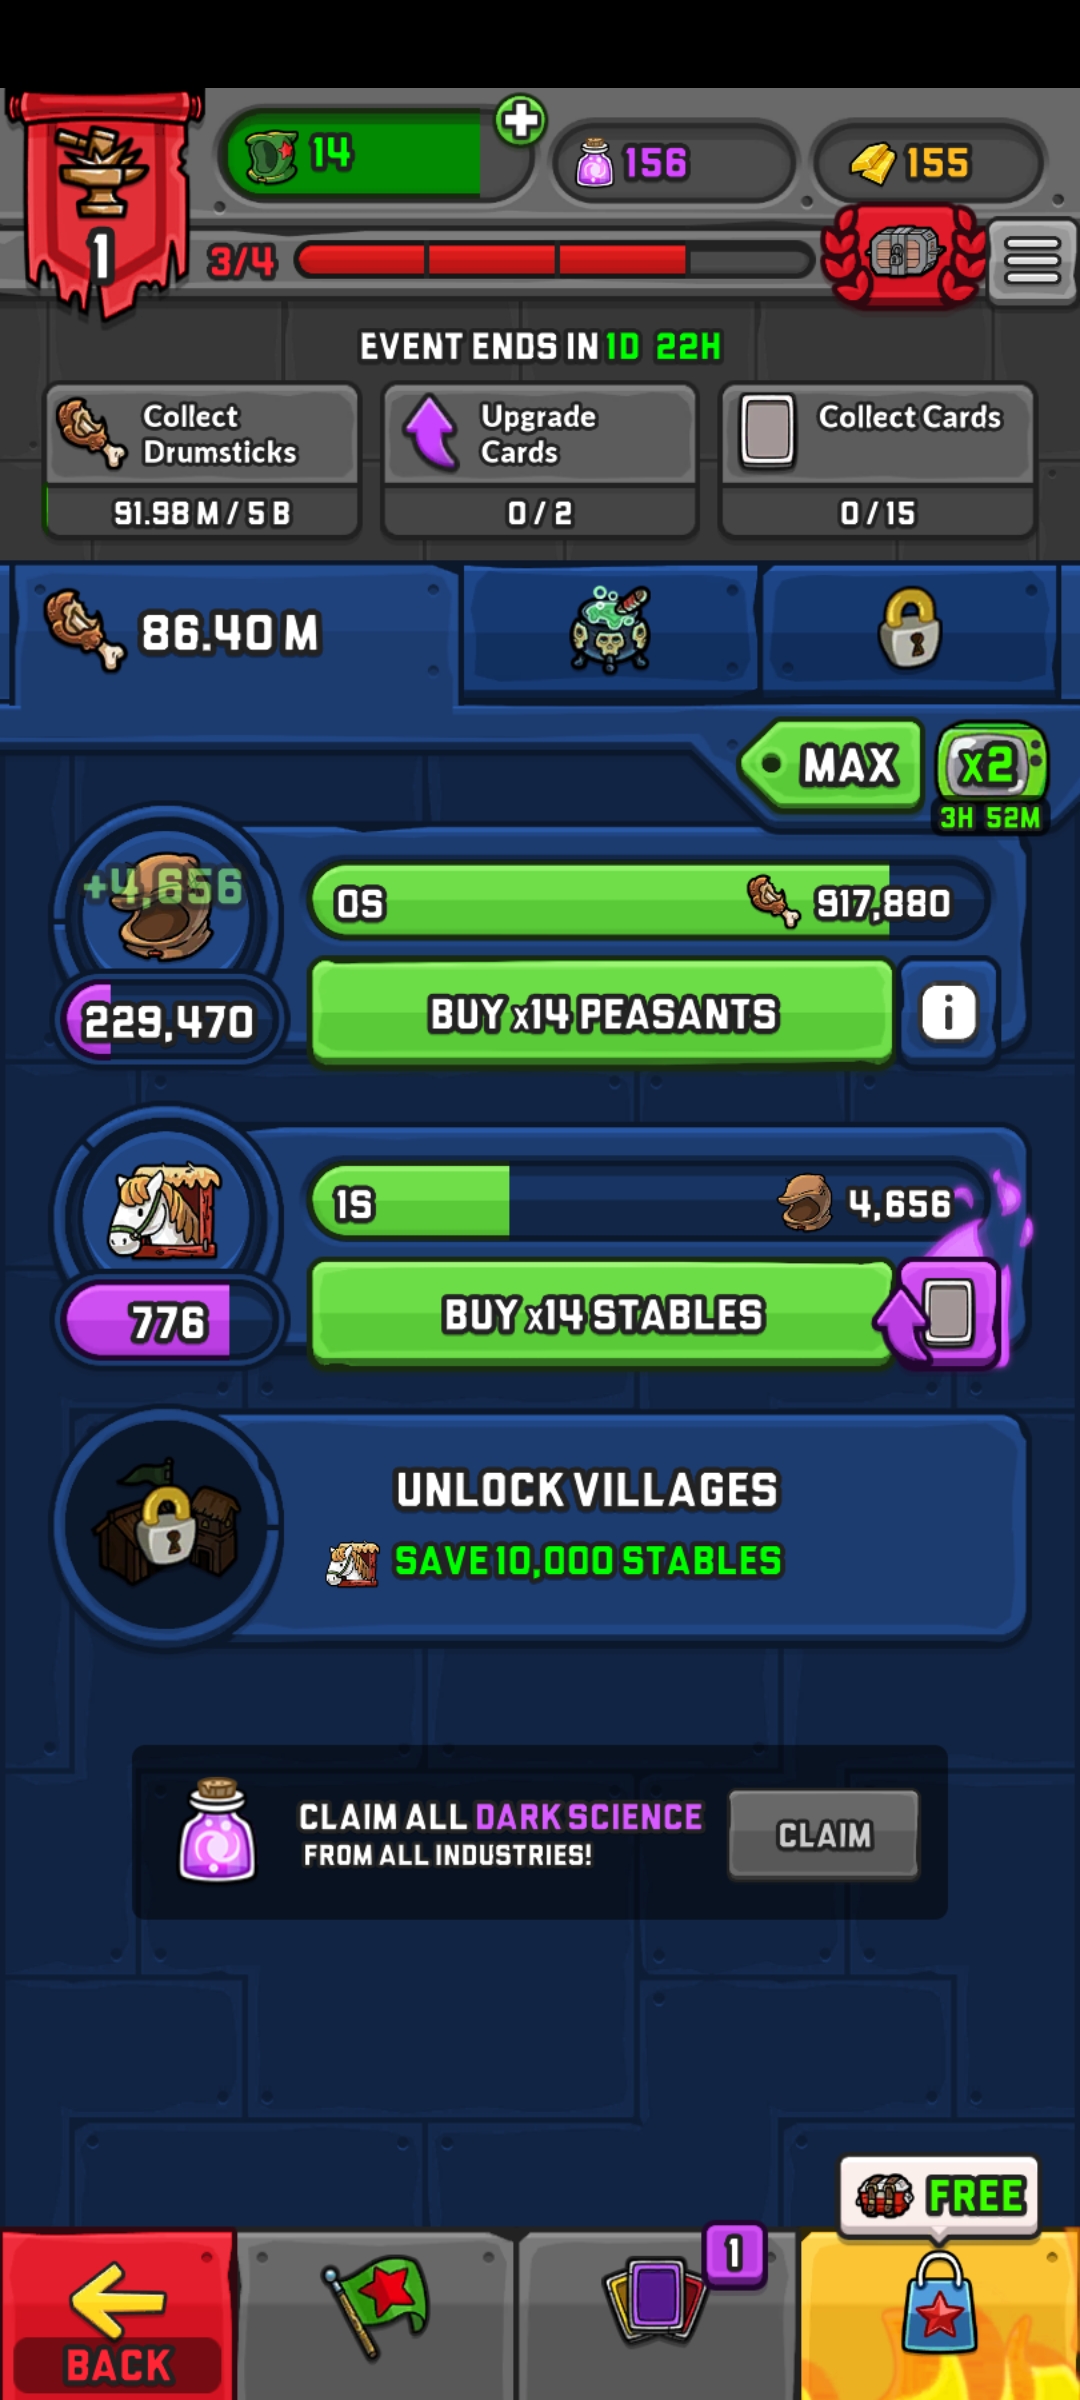 14
156
155
1
3/4
EVENT ENDS IN 1D 22H
Collect
Drumsticks
91.98 M / 5 B
Upgrade
Cards
0 / 2
Collect Cards
0 / 15
86.40 M
MAX
x2
3H 52M
+4,656
0S
917,880
229,470
BUY x14 PEASANTS
i
1S
4,656
776
BUY x14 STABLES
UNLOCK VILLAGES
SAVE 10,000 STABLES
CLAIM ALL DARK SCIENCE
FROM ALL INDUSTRIES!
CLAIM
FREE
1
BACK